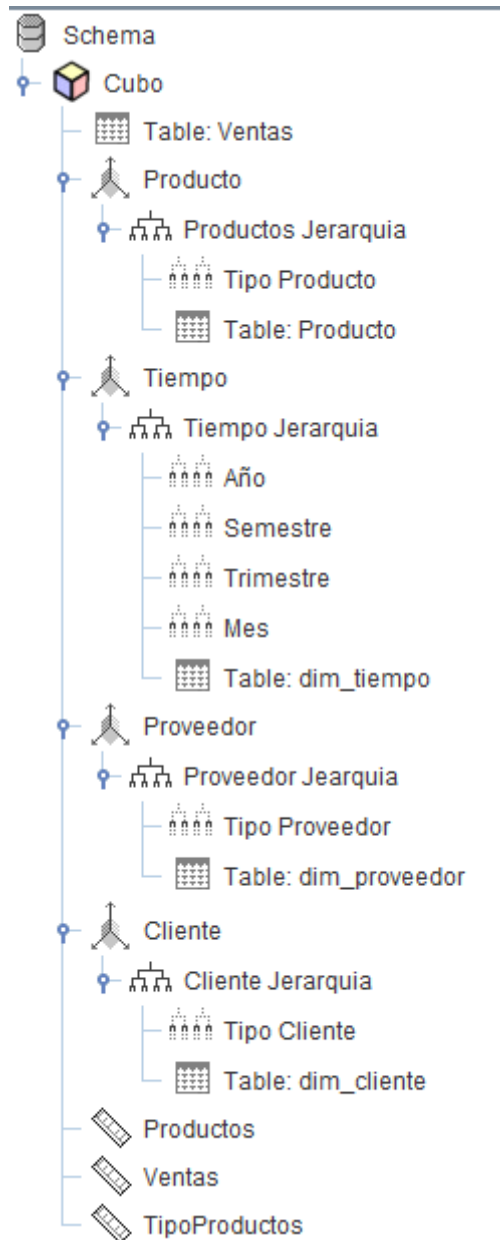 Schema
Cubo
Table: Ventas
Producto
Productos Jerarquia
Tipo Producto
Table: Producto
Tiempo
Tiempo Jerarquia
Año
Semestre
Trimestre
Mes
Table: dim_tiempo
Proveedor
Proveedor Jearquia
Tipo Proveedor
Table: dim_proveedor
Cliente
Cliente Jerarquia
Tipo Cliente
Table: dim_cliente
Productos
Ventas
TipoProductos